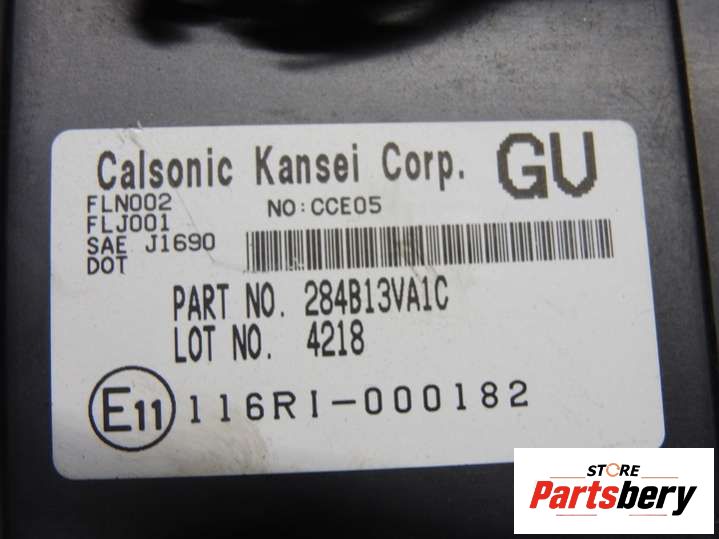 Calsonic Kansei Corp. GU
FLN002 NO:CCE05
FLJ001
SAE J1690
DOT
PART NO. 284B13VA1C
LOT NO. 4218
E11 116RI-000182
STORE
Partsbery